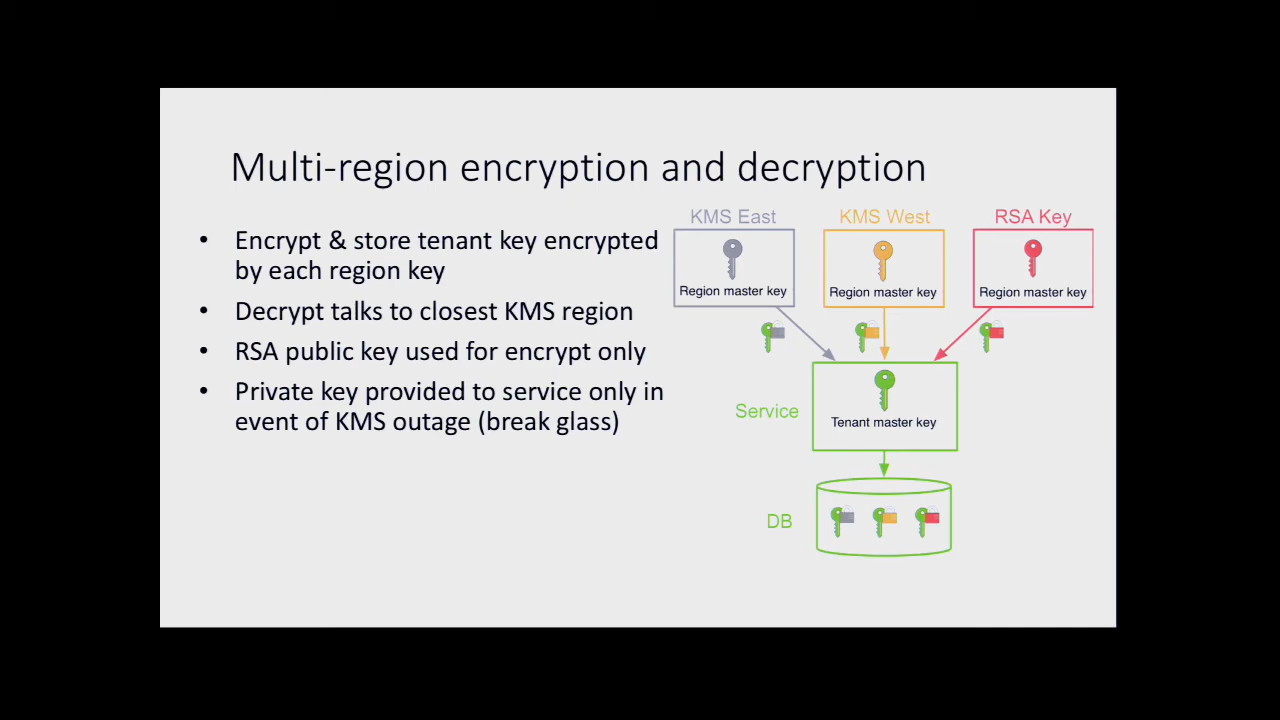 Multi-region encryption and decryption
• Encrypt & store tenant key encrypted
by each region key
• Decrypt talks to closest KMS region
• RSA public key used for encrypt only
• Private key provided to service only in
event of KMS outage (break glass)
KMS East
KMS West
RSA Key
Region master key
Region master key
Region master key
Service
Tenant master key
DB